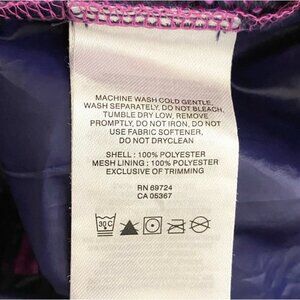 MACHINE WASH COLD GENTLE,
WASH SEPARATELY, DO NOT BLEACH,
TUMBLE DRY LOW, REMOVE
PROMPTLY, DO NOT IRON, DO NOT
USE FABRIC SOFTENER,
DO NOT DRYCLEAN
SHELL : 100% POLYESTER
MESH LINING : 100% POLYESTER
EXCLUSIVE OF TRIMMING
RN 69724
CA 05367
30C